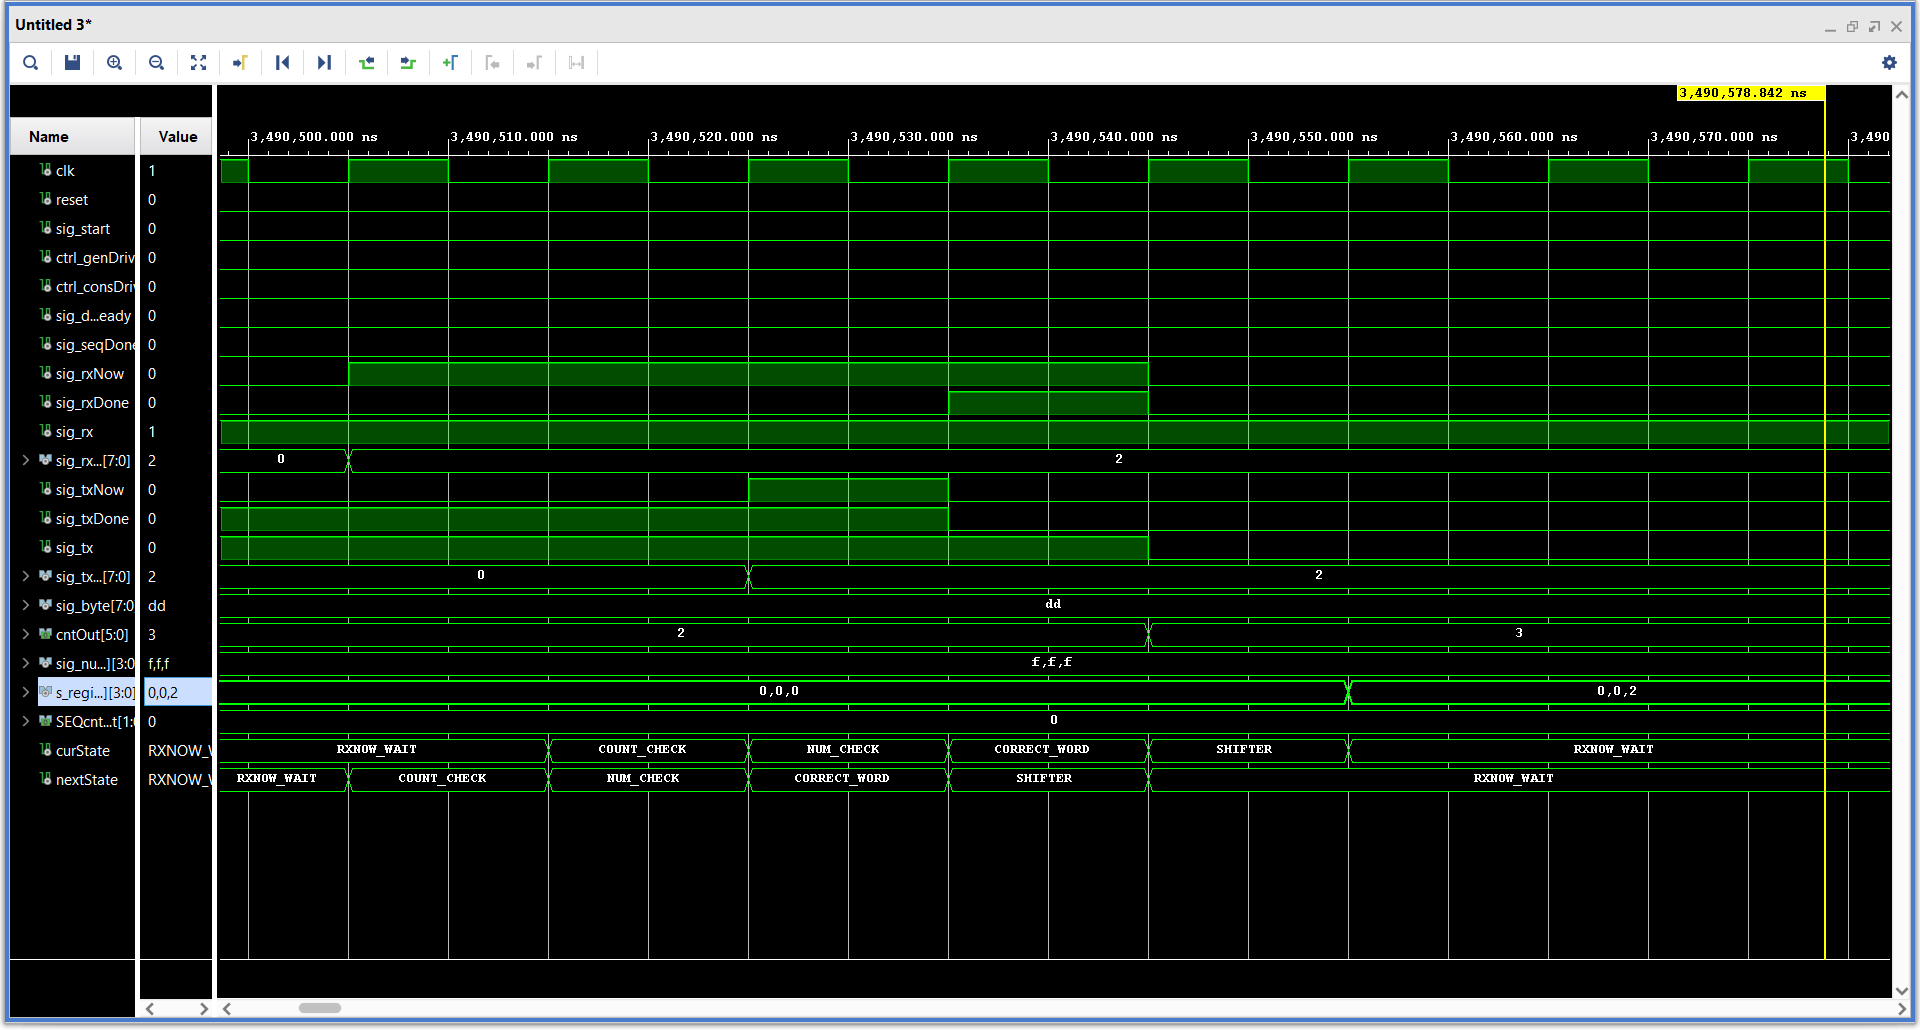 Untitled 3*
3,490,578.842 ns
Name Value
3,490,500.000 ns 3,490,510.000 ns 3,490,520.000 ns 3,490,530.000 ns 3,490,540.000 ns 3,490,550.000 ns 3,490,560.000 ns 3,490,570.000 ns 3,490
clk 1
reset 0
sig_start 0
ctrl_genDriv 0
ctrl_consDriv 0
sig_d...eady 0
sig_seqDone 0
sig_rxNow 0
sig_rxDone 0
sig_rx 1
sig_rx...[7:0] 2 0 2
sig_txNow 0
sig_txDone 0
sig_tx 0
sig_tx...[7:0] 2 0 2
sig_byte[7:0 dd dd
cntOut[5:0] 3 2 3
sig_nu...][3:0 f,f,f f,f,f
s_regi...][3:0] 0,0,2 0,0,0 0,0,2
SEQcnt...t[1:0 0 0
curState RXNOW_W RXNOW_WAIT COUNT_CHECK NUM_CHECK CORRECT_WORD SHIFTER RXNOW_WAIT
nextState RXNOW_W RXNOW_WAIT COUNT_CHECK NUM_CHECK CORRECT_WORD SHIFTER RXNOW_WAIT